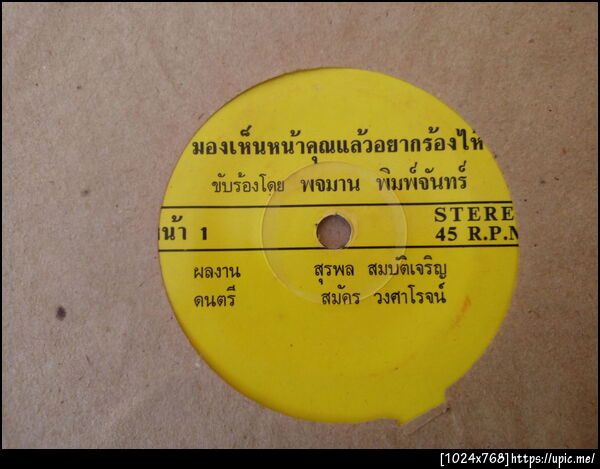 มองเห็นหน้าคุณแล้วอยากร้องไห้
ขับร้องโดย พจมาน พิมพ์จันทร์
น้า 1 STERE
45 R.P.M
ผลงาน สุรพล สมบัติเจริญ
ดนตรี สมัคร วงศาโรจน์
[1024x768]https://upic.me/